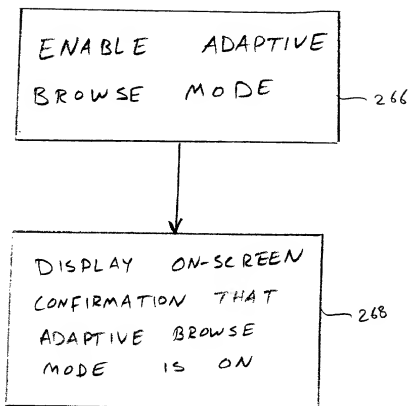 ENABLE ADAPTIVE
BROWSE MODE
266
DISPLAY ON-SCREEN
CONFIRMATION THAT
ADAPTIVE BROWSE
MODE IS ON
268